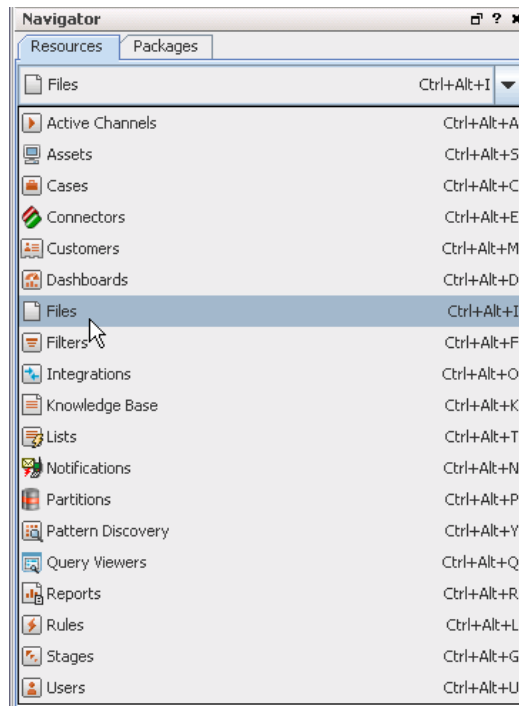 Navigator ?
Resources Packages
Files Ctrl+Alt+I
Active Channels Ctrl+Alt+A
Assets Ctrl+Alt+S
Cases Ctrl+Alt+C
Connectors Ctrl+Alt+E
Customers Ctrl+Alt+M
Dashboards Ctrl+Alt+D
Files Ctrl+Alt+I
Filters Ctrl+Alt+F
Integrations Ctrl+Alt+O
Knowledge Base Ctrl+Alt+K
Lists Ctrl+Alt+T
Notifications Ctrl+Alt+N
Partitions Ctrl+Alt+P
Pattern Discovery Ctrl+Alt+Y
Query Viewers Ctrl+Alt+Q
Reports Ctrl+Alt+R
Rules Ctrl+Alt+L
Stages Ctrl+Alt+G
Users Ctrl+Alt+U